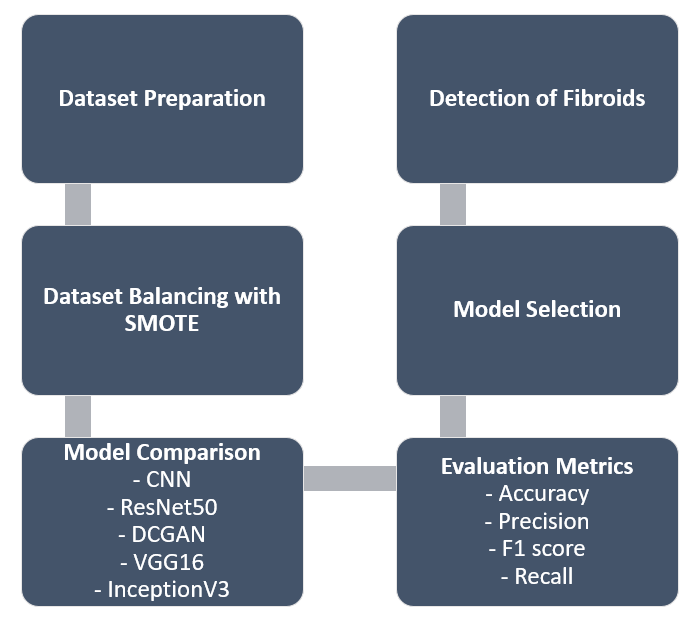 Dataset Preparation
Dataset Balancing with
SMOTE
Model Comparison
- CNN
- ResNet50
- DCGAN
- VGG16
- InceptionV3
Evaluation Metrics
- Accuracy
- Precision
- F1 score
- Recall
Model Selection
Detection of Fibroids